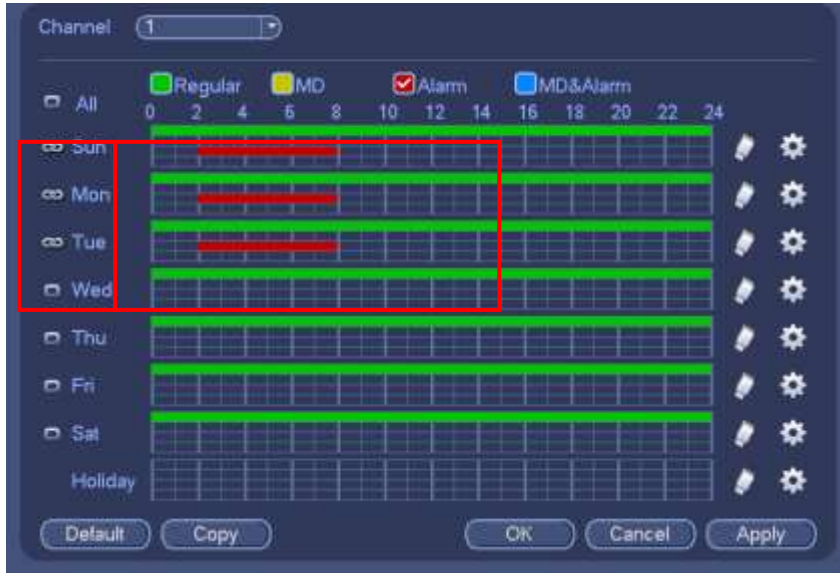 Channel 1
Regular MD Alarm MD&Alarm
All
0 2 4 6 8 10 12 14 16 18 20 22 24
Sun
Mon
Tue
Wed
Thu
Fri
Sat
Holiday
Default Copy OK Cancel Apply